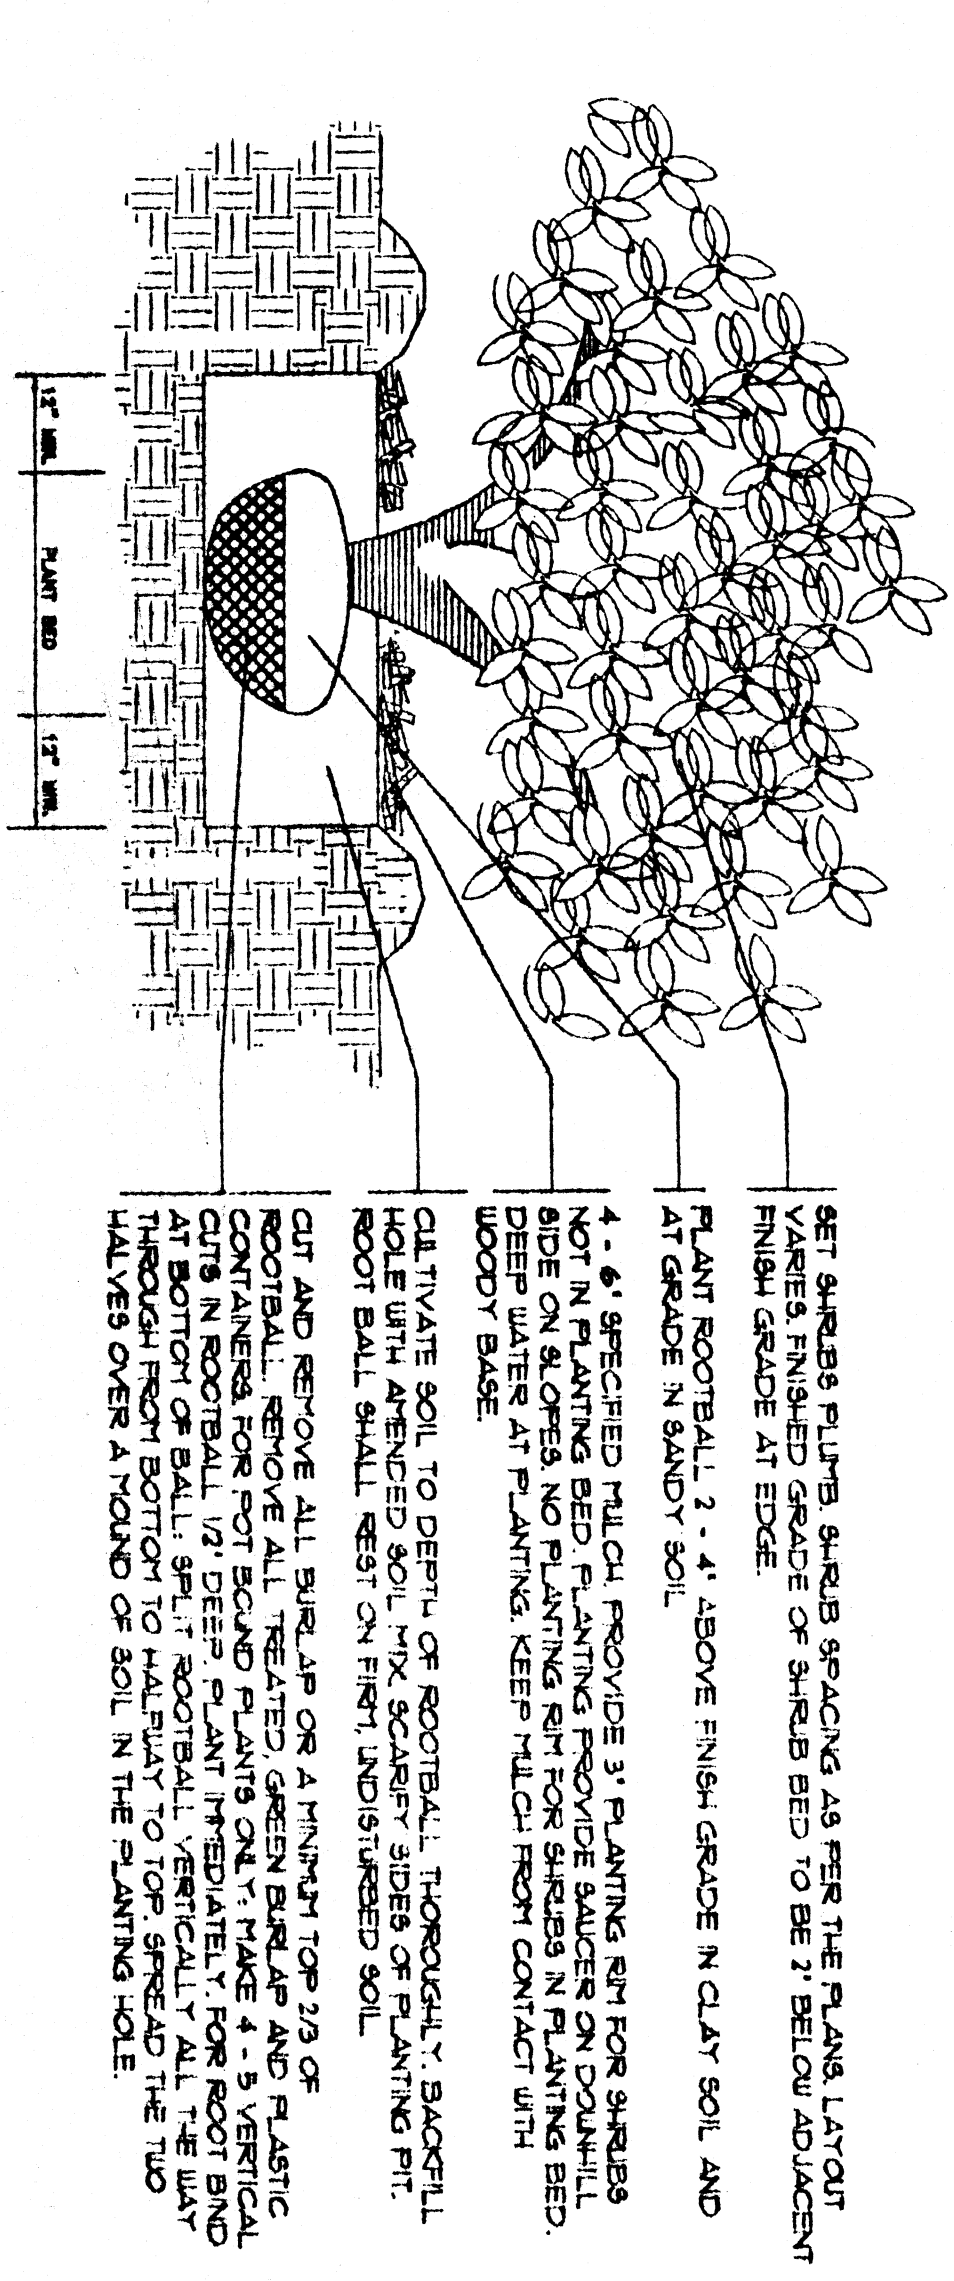 SET SHRUBS PLUMB. SHRUB SPACING AS PER THE PLANS. LAYOUT
VARIES. FINISHED GRADE OF SHRUB BED TO BE 2" BELOW ADJACENT
FINISH GRADE AT EDGE.
PLANT ROOTBALL 2 - 4" ABOVE FINISH GRADE IN CLAY SOIL AND
AT GRADE IN SANDY SOIL
4 - 6" SPECIFIED MULCH. PROVIDE 3" PLANTING RIM FOR SHRUBS
NOT IN PLANTING BED. PLANTING PROVIDE SAUCER ON DOWNHILL
SIDE ON SLOPES. NO PLANTING RIM FOR SHRUBS IN PLANTING BED.
DEEP WATER AT PLANTING. KEEP MULCH FROM CONTACT WITH
WOODY BASE.
CULTIVATE SOIL TO DEPTH OF ROOTBALL THOROUGHLY. BACKFILL
HOLE WITH AMENDED SOIL MIX. SCARIFY SIDES OF PLANTING PIT.
ROOT BALL SHALL REST ON FIRM, UNDISTURBED SOIL.
CUT AND REMOVE ALL BURLAP OR A MINIMUM TOP 2/3 OF
ROOTBALL. REMOVE ALL TREATED, GREEN BURLAP AND PLASTIC
CONTAINERS. FOR POT BOUND PLANTS ONLY: MAKE 4 - 5 VERTICAL
CUTS IN ROOTBALL 1/2" DEEP. PLANT IMMEDIATELY. FOR ROOT BIND
AT BOTTOM OF BALL: SPLIT ROOTBALL VERTICALLY ALL THE WAY
THROUGH FROM BOTTOM TO HALFWAY TO TOP. SPREAD THE TWO
HALVES OVER A MOUND OF SOIL IN THE PLANTING HOLE.
12" MIN. PLANT BED 12" MIN.